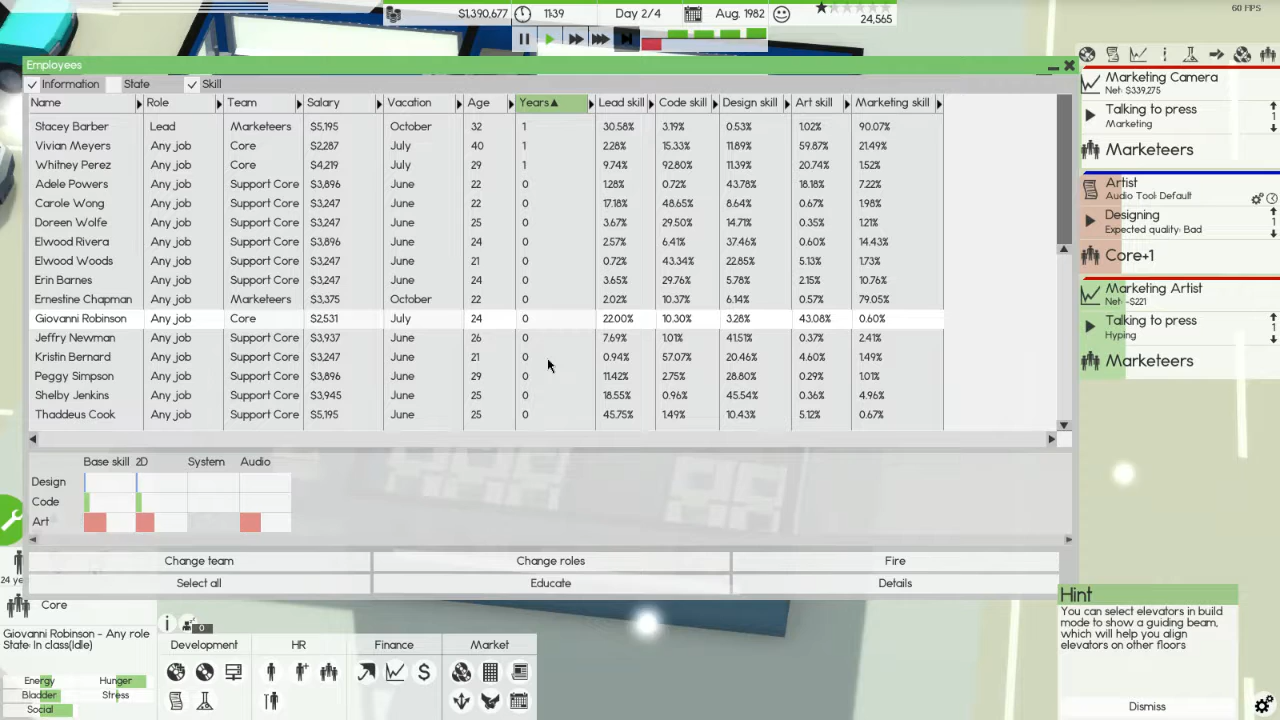 $1,390,677 11:39 Day 2/4 Aug. 1982 24,565
60 FPS
Employees
Information State Skill
Name Role Team Salary Vacation Age Years▲ Lead skill Code skill Design skill Art skill Marketing skill
Stacey Barber Lead Marketeers $5,195 October 32 1 30.58% 3.19% 0.53% 1.02% 90.07%
Vivian Meyers Any job Core $2,287 July 40 1 2.28% 15.33% 11.89% 59.87% 21.49%
Whitney Perez Any job Core $4,219 July 29 1 9.74% 92.80% 11.39% 20.74% 1.52%
Adele Powers Any job Support Core $3,896 June 22 0 1.28% 0.72% 43.78% 18.18% 7.22%
Carole Wong Any job Support Core $3,247 June 22 0 17.18% 48.65% 8.64% 0.67% 1.98%
Doreen Wolfe Any job Support Core $3,247 June 25 0 3.67% 29.50% 14.71% 0.35% 1.21%
Elwood Rivera Any job Support Core $3,896 June 24 0 2.57% 6.41% 37.46% 0.60% 14.43%
Elwood Woods Any job Support Core $3,247 June 21 0 0.72% 43.34% 22.85% 5.13% 1.73%
Erin Barnes Any job Support Core $3,247 June 24 0 3.65% 29.76% 5.78% 2.15% 10.76%
Ernestine Chapman Any job Marketeers $3,375 October 22 0 2.02% 10.37% 6.14% 0.57% 79.05%
Giovanni Robinson Any job Core $2,531 July 24 0 22.00% 10.30% 3.28% 43.08% 0.60%
Jeffry Newman Any job Support Core $3,937 June 26 0 7.69% 1.01% 41.51% 0.37% 2.41%
Kristin Bernard Any job Support Core $3,247 June 21 0 0.94% 57.07% 20.46% 4.60% 1.49%
Peggy Simpson Any job Support Core $3,896 June 29 0 11.42% 2.75% 28.80% 0.29% 1.01%
Shelby Jenkins Any job Support Core $3,945 June 25 0 18.55% 0.96% 45.54% 0.36% 4.96%
Thaddeus Cook Any job Support Core $5,195 June 25 0 45.75% 1.49% 10.43% 5.12% 0.67%
Base skill 2D System Audio
Design
Code
Art
Change team Change roles Fire
Select all Educate Details
Marketing Camera
Net: $339,275
Talking to press
Marketing
1
Marketeers
Artist
Audio Tool: Default
Designing
Expected quality: Bad
1
Core+1
Marketing Artist
Net: -$221
Talking to press
Hyping
1
Marketeers
24 ye
Core
Giovanni Robinson - Any role
State: In class(Idle)
Energy Hunger
Bladder Stress
Social
0
Development HR Finance Market
Hint
You can select elevators in build
mode to show a guiding beam,
which will help you align
elevators on other floors
Dismiss